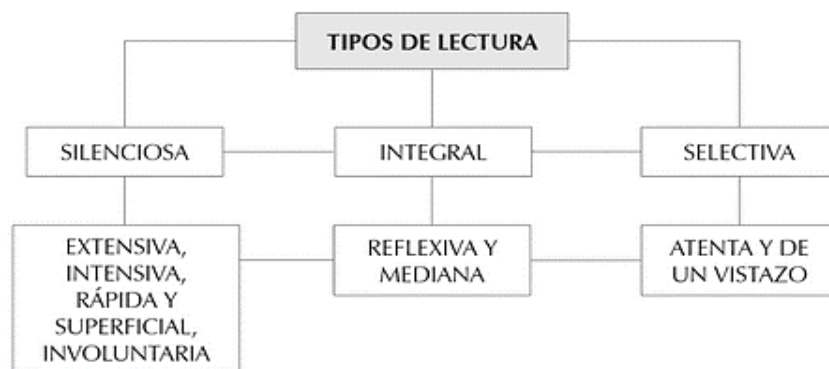 TIPOS DE LECTURA
SILENCIOSA
INTEGRAL
SELECTIVA
EXTENSIVA,
INTENSIVA,
RÁPIDA Y
SUPERFICIAL,
INVOLUNTARIA
REFLEXIVA Y
MEDIANA
ATENTA Y DE
UN VISTAZO